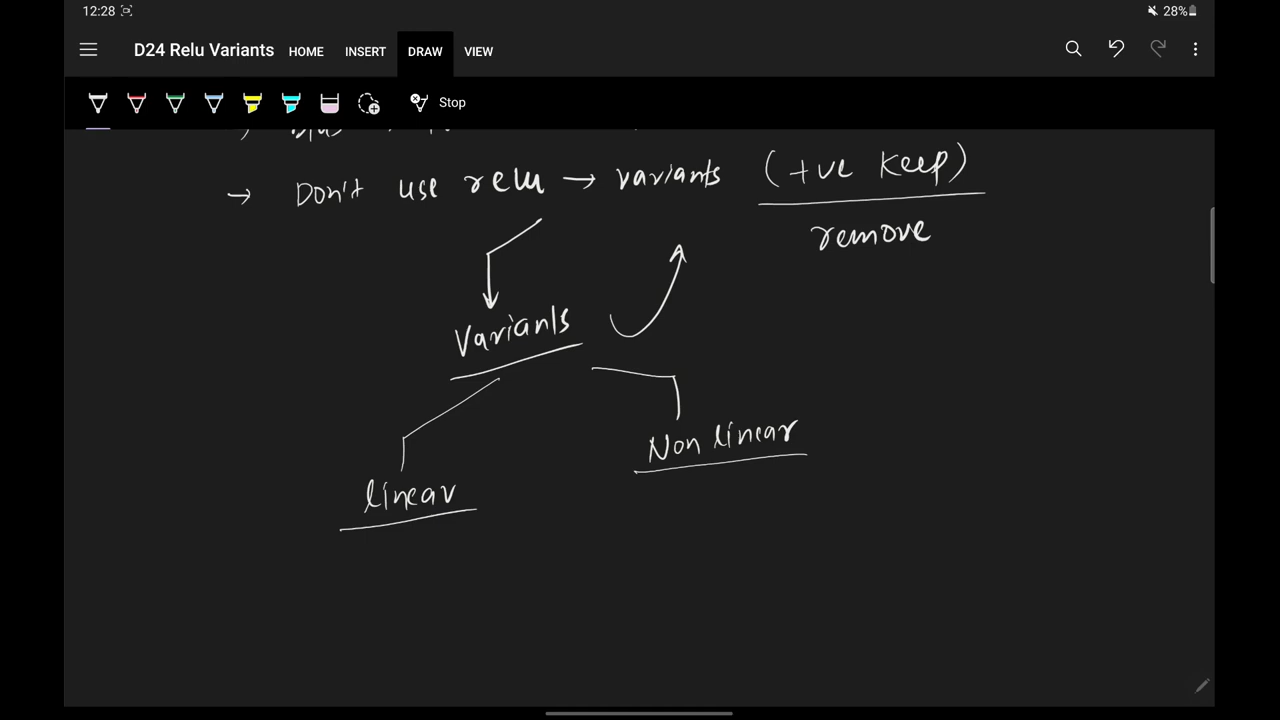 12:28
28%
D24 Relu Variants HOME INSERT DRAW VIEW
Stop
→ Don't use relu → variants (+ve keep)
remove
Variants
Non linear
linear